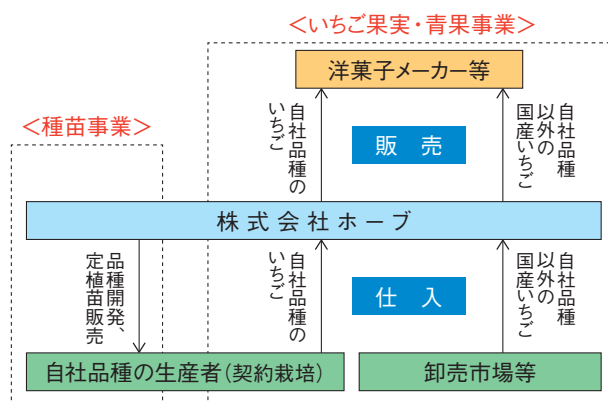 ＜いちご果実・青果事業＞
洋菓子メーカー等
＜種苗事業＞
自社品種の
いちご
販 売
自社品種
以外の
国産いちご
株式会社ホーブ
品種開発、
定植苗販売
自社品種の
いちご
仕 入
自社品種
以外の
国産いちご
自社品種の生産者（契約栽培）
卸売市場等